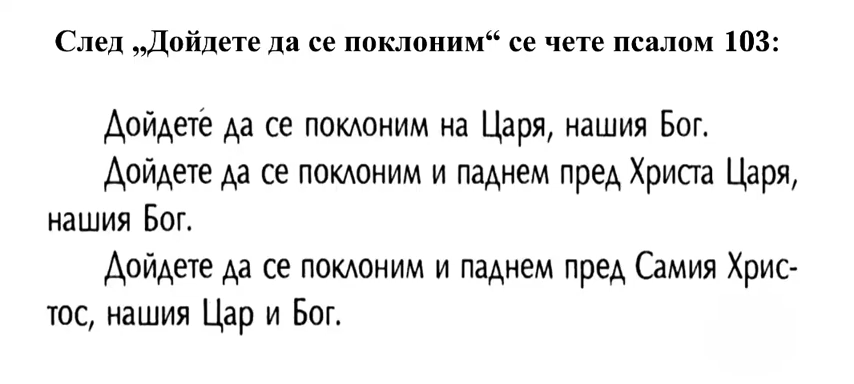 След „Дойдете да се поклоним“ се чете псалом 103:
Дойдете́ да се поклоним на Царя, нашия Бог.
Дойдете да се поклоним и паднем пред Христа Царя,
нашия Бог.
Дойдете да се поклоним и паднем пред Самия Хрис-
тос, нашия Цар и Бог.